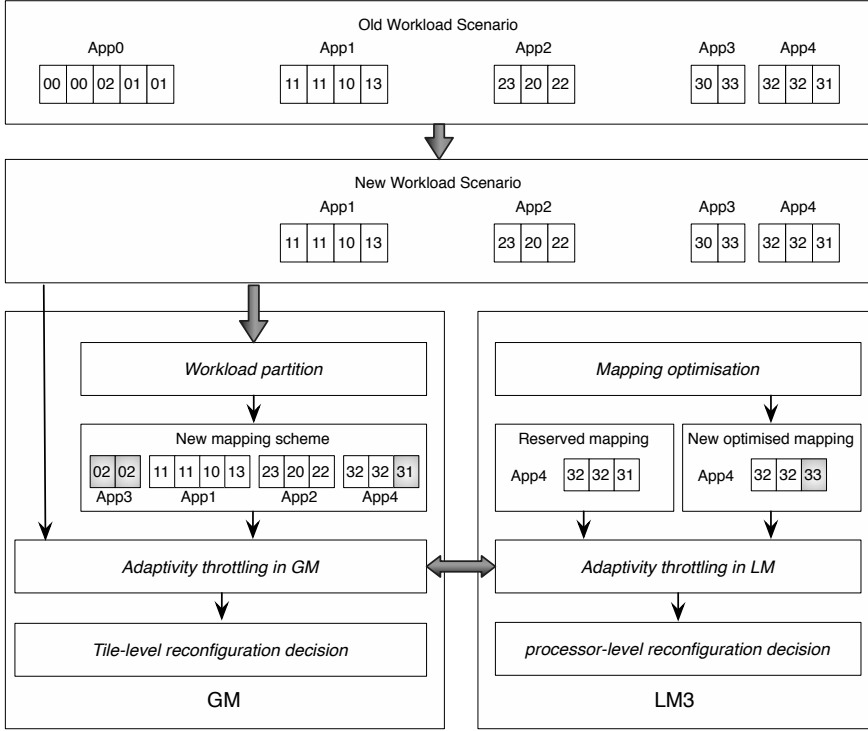 Old Workload Scenario
App0 App1 App2 App3 App4
00 00 02 01 01 11 11 10 13 23 20 22 30 33 32 32 31
New Workload Scenario
App1 App2 App3 App4
11 11 10 13 23 20 22 30 33 32 32 31
Workload partition
New mapping scheme
02 02 11 11 10 13 23 20 22 32 32 31
App3 App1 App2 App4
Adaptivity throttling in GM
Tile-level reconfiguration decision
GM
Mapping optimisation
Reserved mapping
App4 32 32 31
New optimised mapping
App4 32 32 33
Adaptivity throttling in LM
processor-level reconfiguration decision
LM3